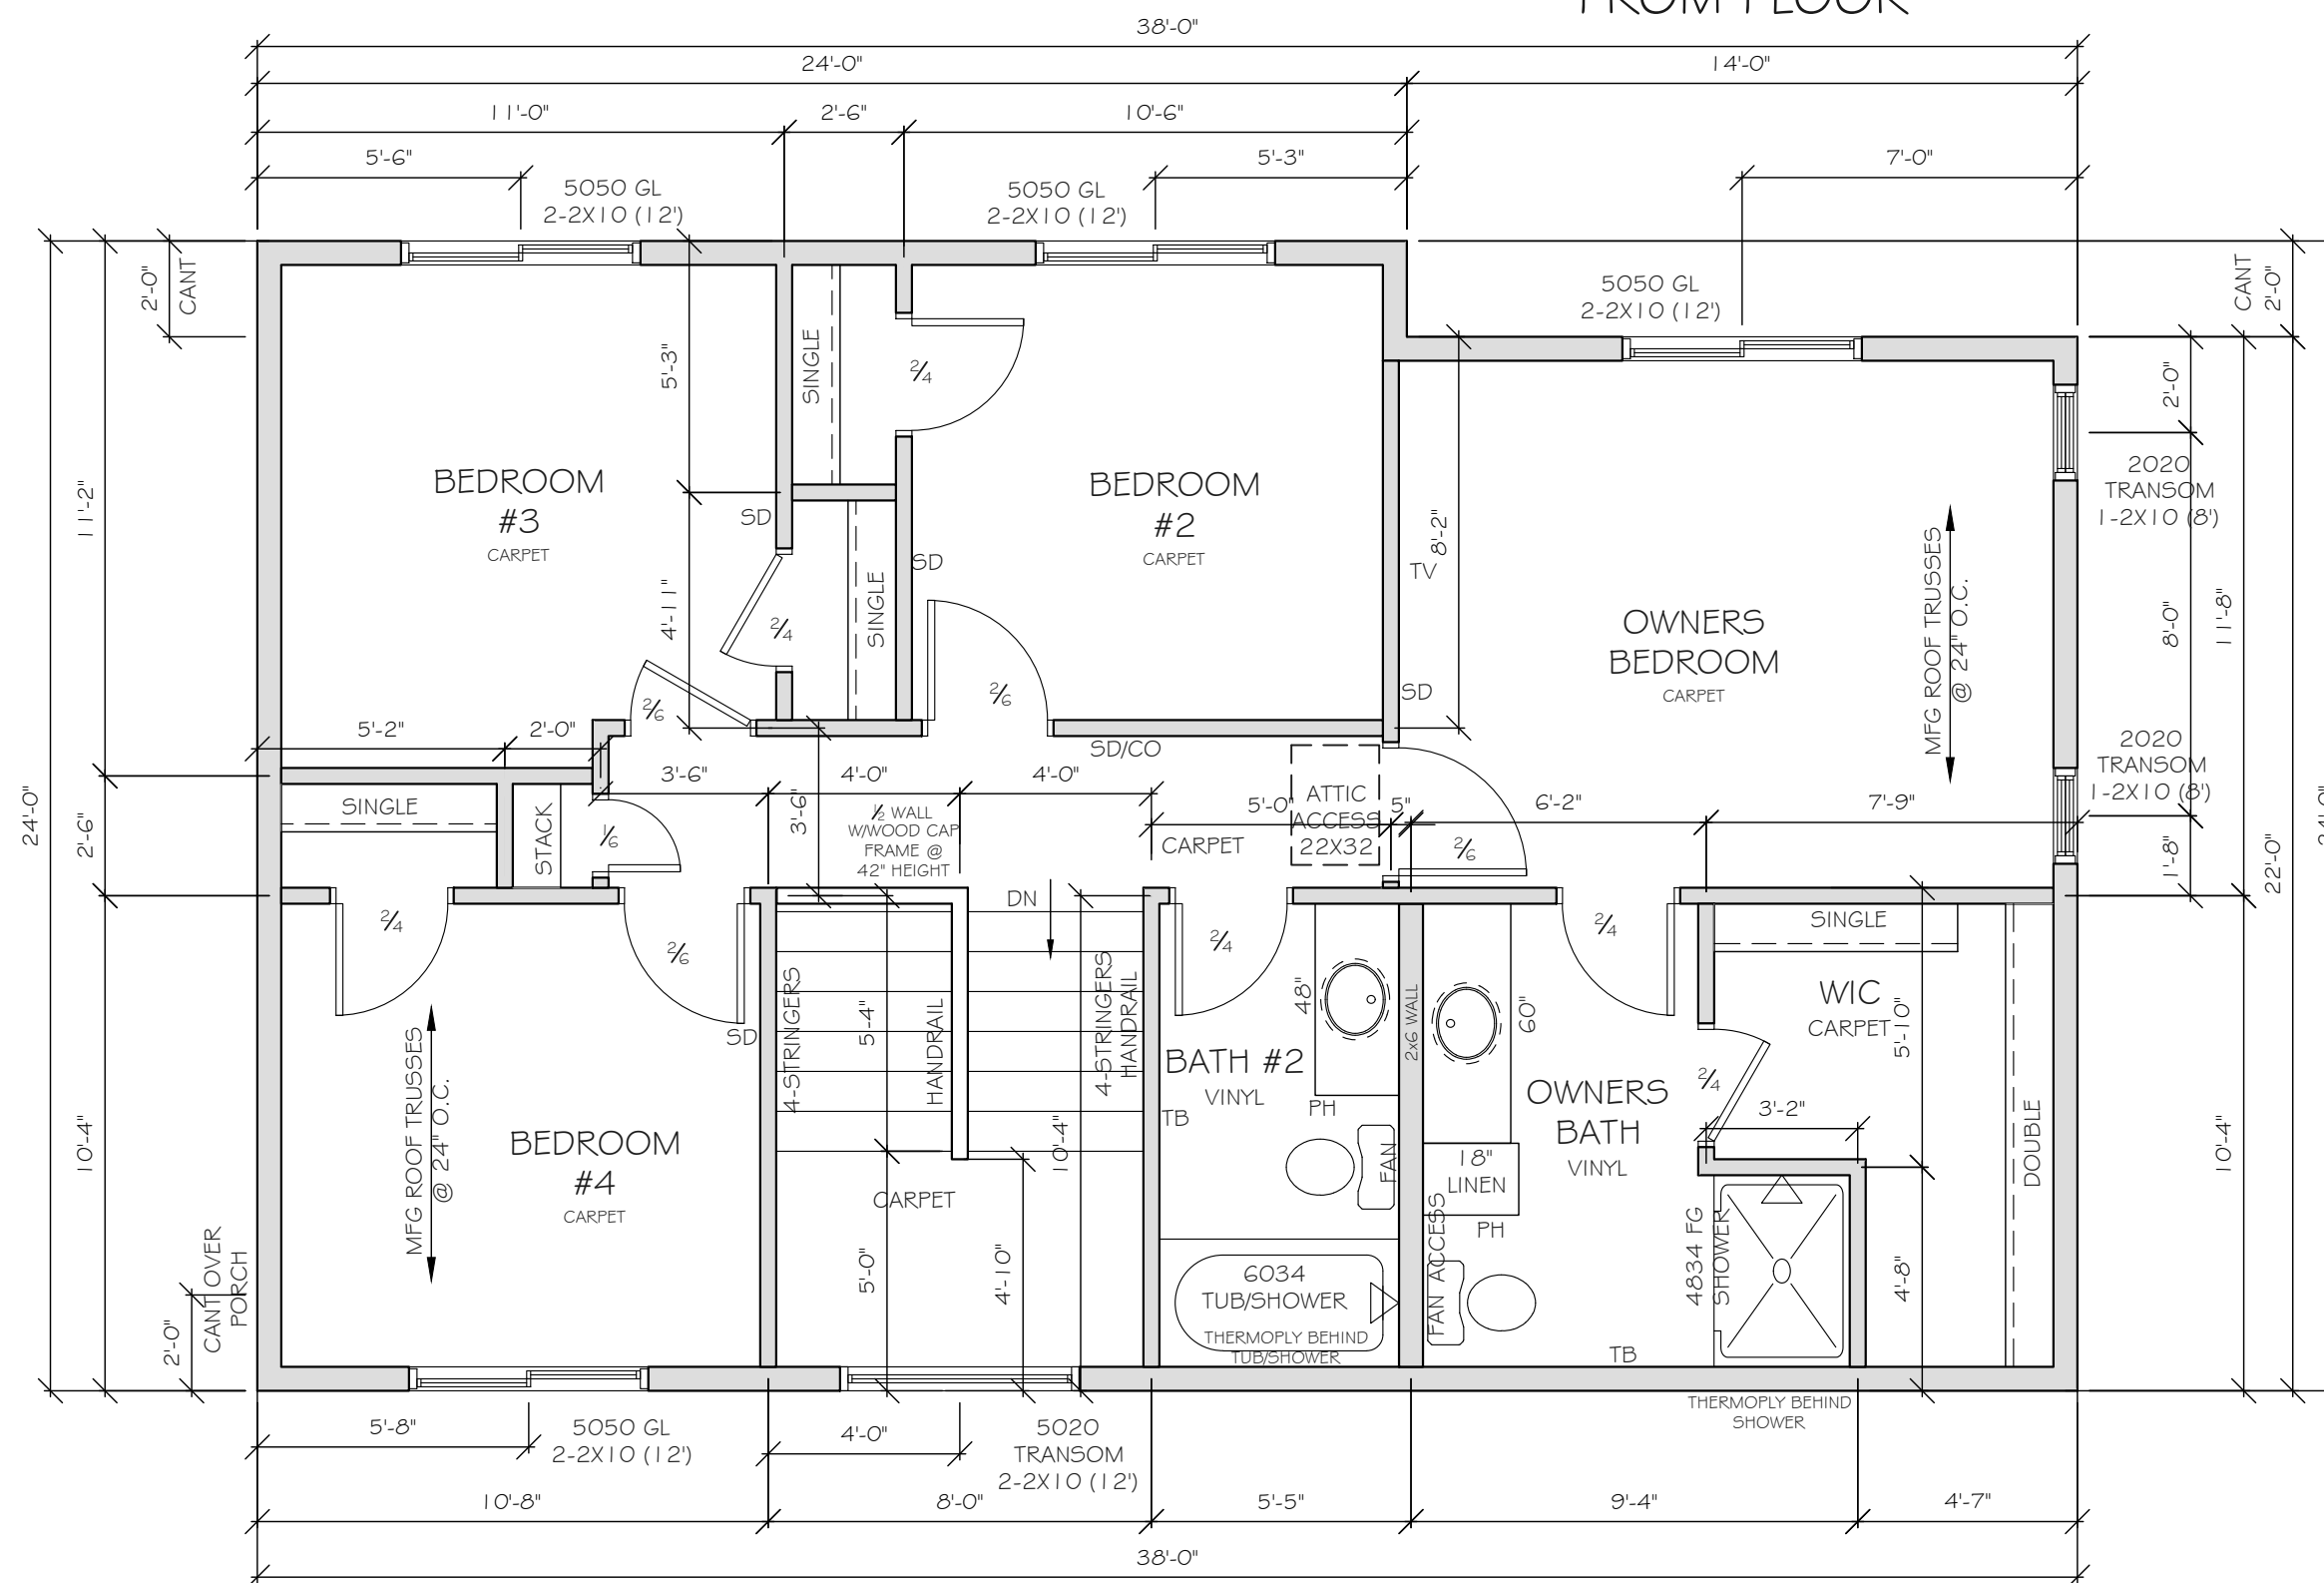 FROM FLOOR
38'-0"
24'-0"
14'-0"
11'-0"
2'-6"
10'-6"
5'-6"
5'-3"
7'-0"
5050 GL
2-2X10 (12')
5050 GL
2-2X10 (12')
5050 GL
2-2X10 (12')
2'-0"
CANT
CANT
2'-0"
SINGLE
5'-3"
2/4
2'-0"
BEDROOM
#3
CARPET
BEDROOM
#2
CARPET
2020
TRANSOM
1-2X10 (8')
11'-2"
SD
SD
8'-2"
TV
MFG ROOF TRUSSES
@ 24" O.C.
8'-0"
11'-8"
4'-11"
2/4
SINGLE
OWNERS
BEDROOM
CARPET
2/6
2/6
SD
5'-2"
2'-0"
SD/CO
2020
TRANSOM
1-2X10 (8')
3'-6"
4'-0"
4'-0"
24'-0"
2'-6"
SINGLE
STACK
1/6
3'-6"
1/2 WALL
W/WOOD CAP
FRAME @
42" HEIGHT
CARPET
5'-0"
ATTIC
ACCESS
22X32
5"
6'-2"
7'-9"
2/6
1'-8"
22'-0"
DN
2/4
2/6
2/4
2/4
SINGLE
4-STRINGERS
5'-4"
HANDRAIL
4-STRINGERS
HANDRAIL
48"
2x6 WALL
60"
WIC
CARPET
5'-10"
SD
BATH #2
VINYL
TB
PH
2/4
OWNERS
BATH
VINYL
3'-2"
10'-4"
MFG ROOF TRUSSES
@ 24" O.C.
BEDROOM
#4
CARPET
CARPET
10'-4"
FAN
18"
LINEN
PH
DOUBLE
10'-4"
CANT OVER
PORCH
2'-0"
5'-0"
4'-10"
6034
TUB/SHOWER
THERMOPLY BEHIND
TUB/SHOWER
FAN ACCESS
4834 FG
SHOWER
4'-8"
TB
THERMOPLY BEHIND
SHOWER
5'-8"
5050 GL
2-2X10 (12')
4'-0"
5020
TRANSOM
2-2X10 (12')
10'-8"
8'-0"
5'-5"
9'-4"
4'-7"
38'-0"